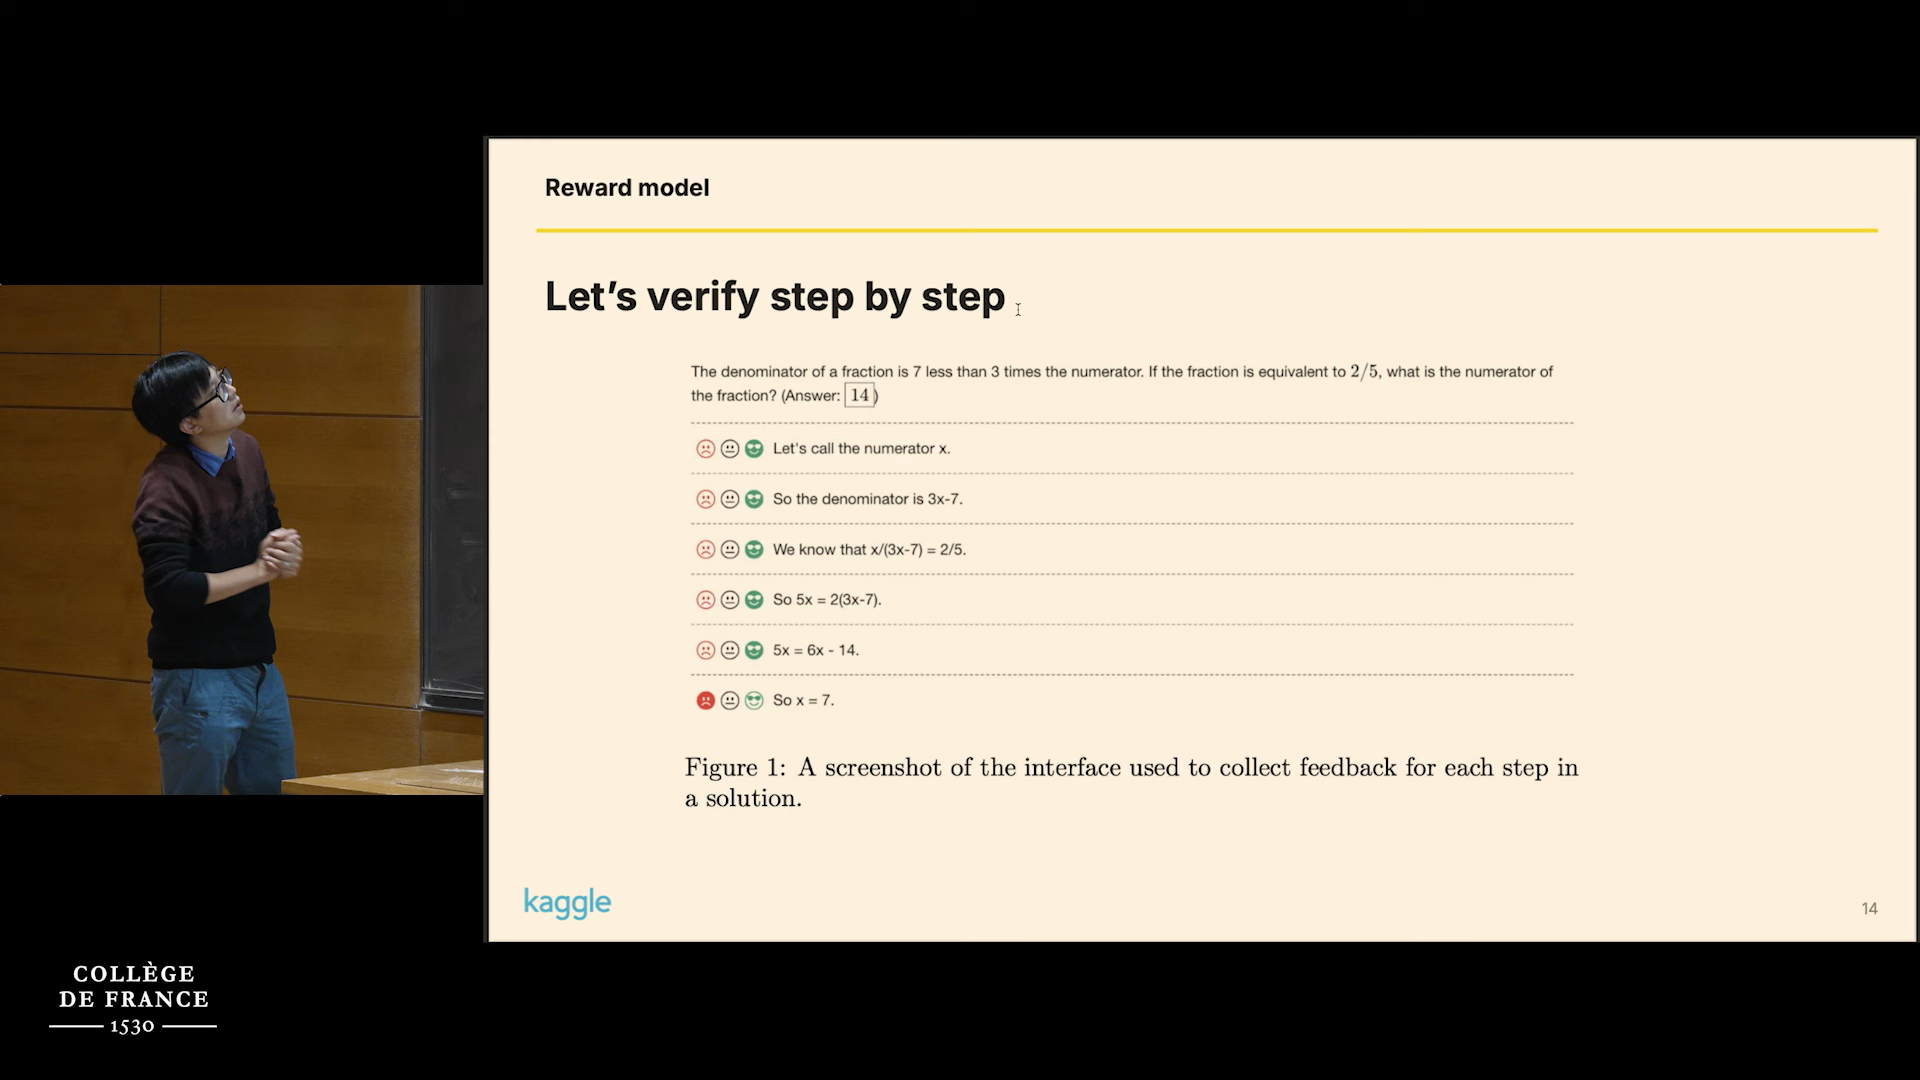 Reward model
Let's verify step by step
The denominator of a fraction is 7 less than 3 times the numerator. If the fraction is equivalent to 2/5, what is the numerator of
the fraction? (Answer: 14)
Let's call the numerator x.
So the denominator is 3x-7.
We know that x/(3x-7) = 2/5.
So 5x = 2(3x-7).
5x = 6x - 14.
So x = 7.
Figure 1: A screenshot of the interface used to collect feedback for each step in
a solution.
kaggle
14
COLLÈGE
DE FRANCE
1530